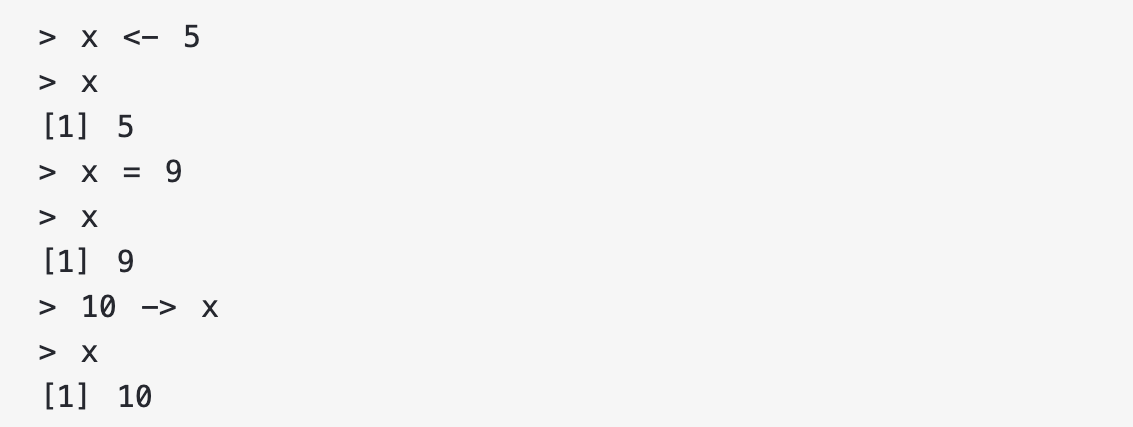 > x <- 5
> x
[1] 5
> x = 9
> x
[1] 9
> 10 -> x
> x
[1] 10